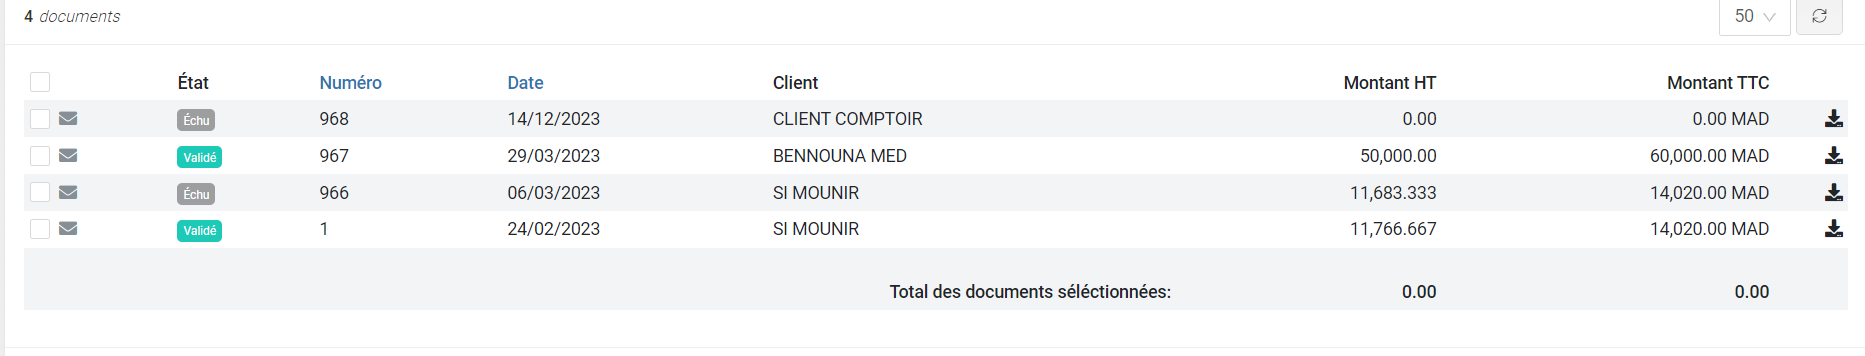 4 documents
50
État Numéro Date Client Montant HT Montant TTC
Échu 968 14/12/2023 CLIENT COMPTOIR 0.00 0.00 MAD
Validé 967 29/03/2023 BENNOUNA MED 50,000.00 60,000.00 MAD
Échu 966 06/03/2023 SI MOUNIR 11,683.333 14,020.00 MAD
Validé 1 24/02/2023 SI MOUNIR 11,766.667 14,020.00 MAD
Total des documents séléctionnées: 0.00 0.00